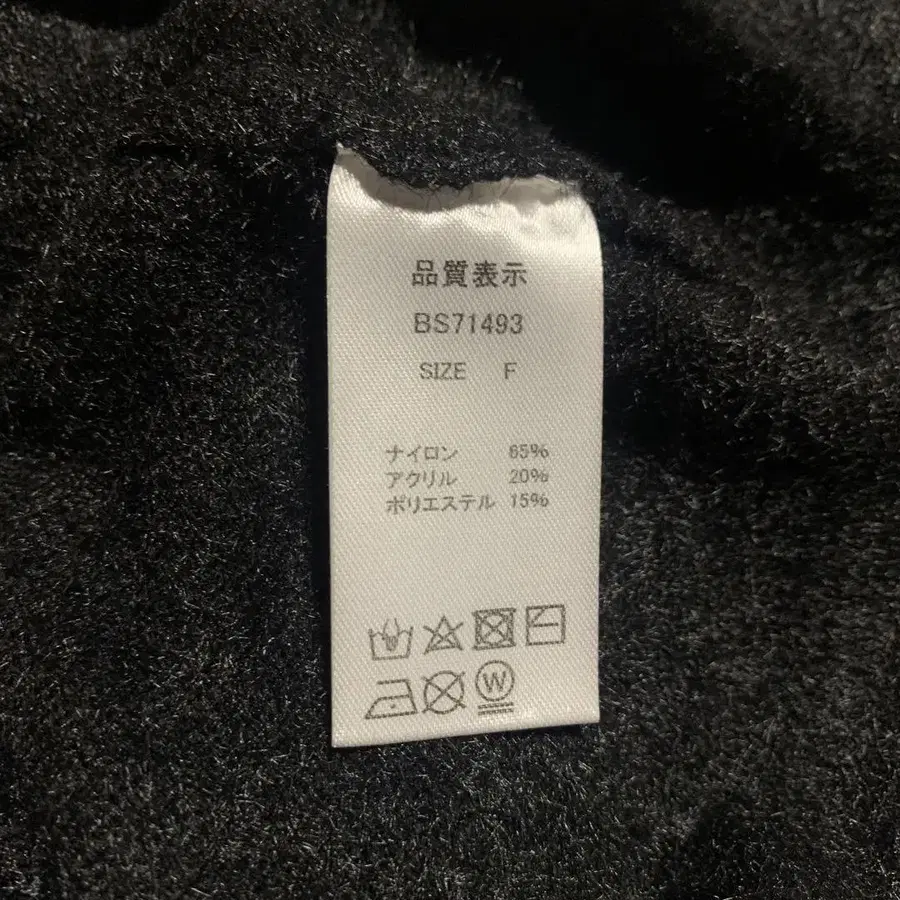 品質表示
BS71493
SIZE F
ナイロン 65%
アクリル 20%
ポリエステル 15%
W